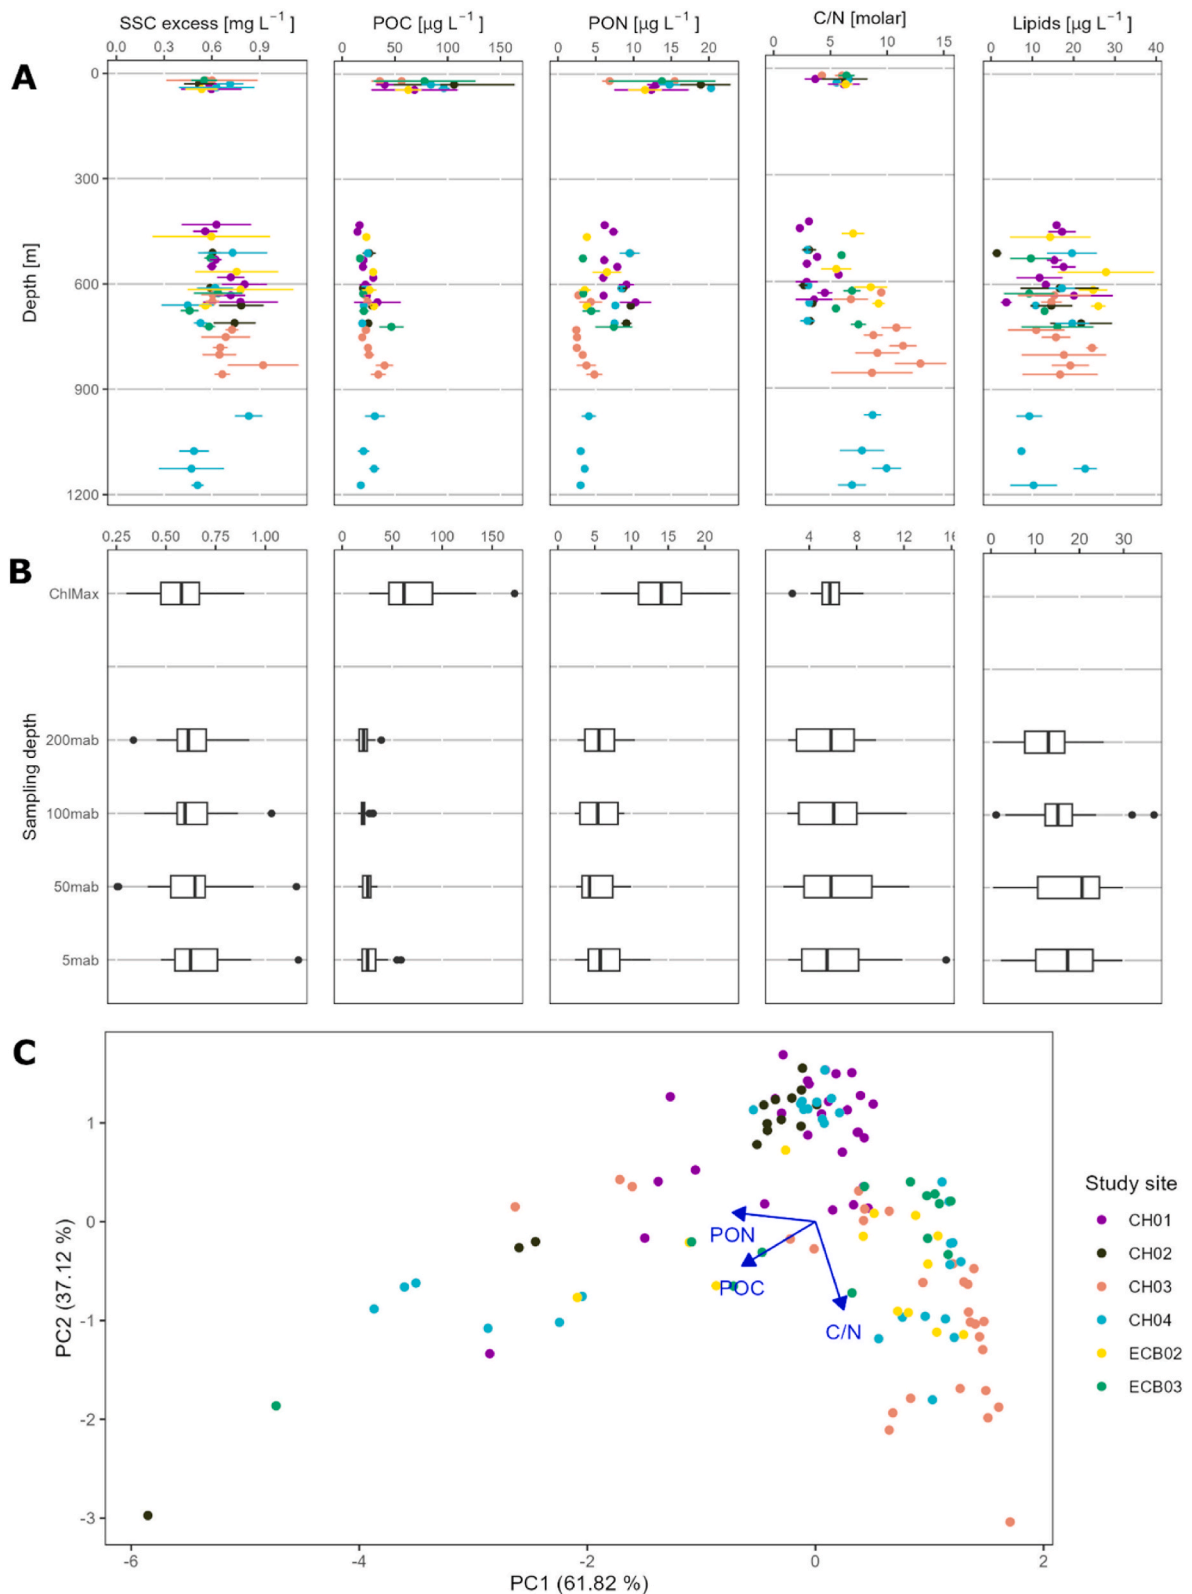 SSC excess [mg L⁻¹]
POC [µg L⁻¹]
PON [µg L⁻¹]
C/N [molar]
Lipids [µg L⁻¹]
0.0 0.3 0.6 0.9
0 50 100 150
0 5 10 15 20
0 5 10 15
0 10 20 30 40
A
0
300
600
900
1200
Depth [m]
0.25 0.50 0.75 1.00
0 50 100 150
0 5 10 15 20
4 8 12 16
0 10 20 30
B
ChlMax
200mab
100mab
50mab
5mab
Sampling depth
C
1
0
-1
-2
-3
PC2 (37.12 %)
PON
POC
C/N
-6 -4 -2 0 2
PC1 (61.82 %)
Study site
CH01
CH02
CH03
CH04
ECB02
ECB03